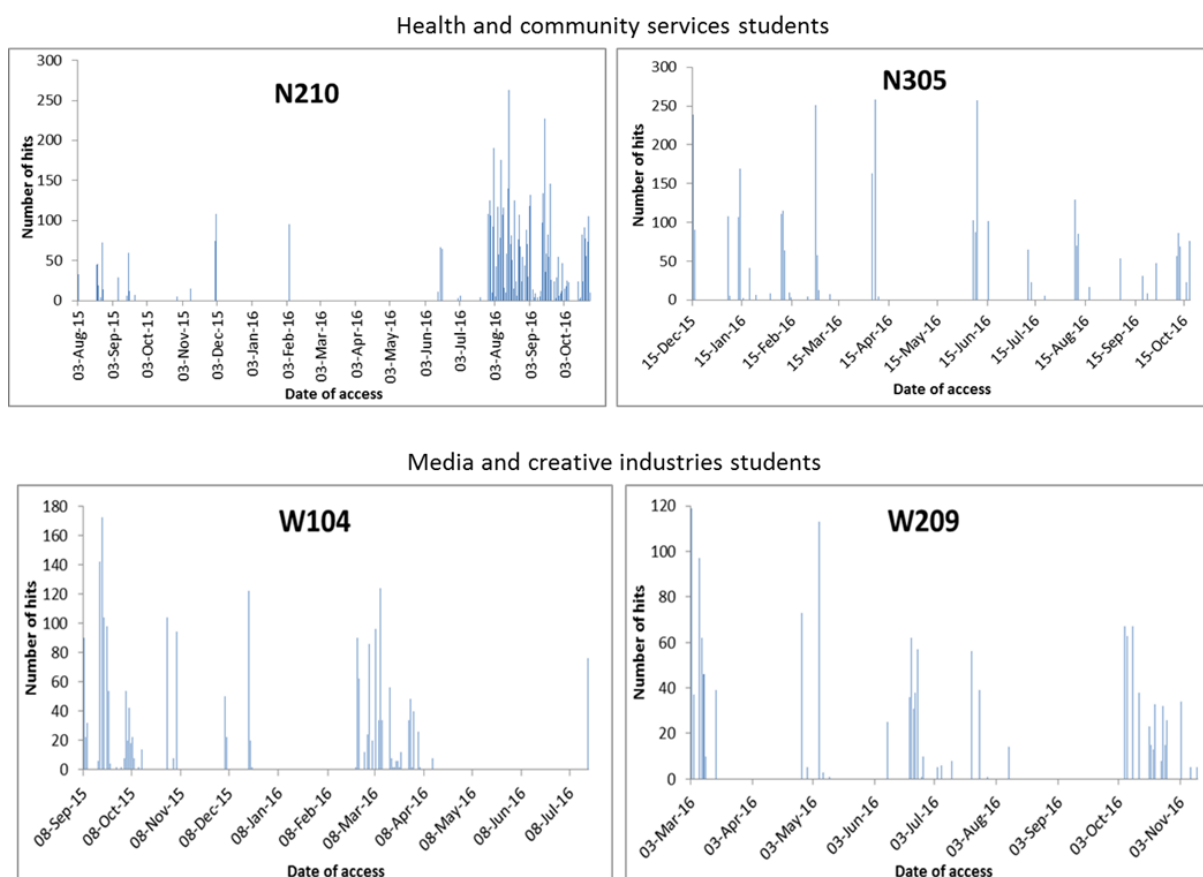 Health and community services students
N210
Number of hits
300
250
200
150
100
50
0
03-Aug-15
03-Sep-15
03-Oct-15
03-Nov-15
03-Dec-15
03-Jan-16
03-Feb-16
03-Mar-16
03-Apr-16
03-May-16
03-Jun-16
03-Jul-16
03-Aug-16
03-Sep-16
03-Oct-16
Date of access
N305
Number of hits
300
250
200
150
100
50
0
15-Dec-15
15-Jan-16
15-Feb-16
15-Mar-16
15-Apr-16
15-May-16
15-Jun-16
15-Jul-16
15-Aug-16
15-Sep-16
15-Oct-16
Date of access
Media and creative industries students
W104
Number of hits
180
160
140
120
100
80
60
40
20
0
08-Sep-15
08-Oct-15
08-Nov-15
08-Dec-15
08-Jan-16
08-Feb-16
08-Mar-16
08-Apr-16
08-May-16
08-Jun-16
08-Jul-16
Date of access
W209
Number of hits
120
100
80
60
40
20
0
03-Mar-16
03-Apr-16
03-May-16
03-Jun-16
03-Jul-16
03-Aug-16
03-Sep-16
03-Oct-16
03-Nov-16
Date of access